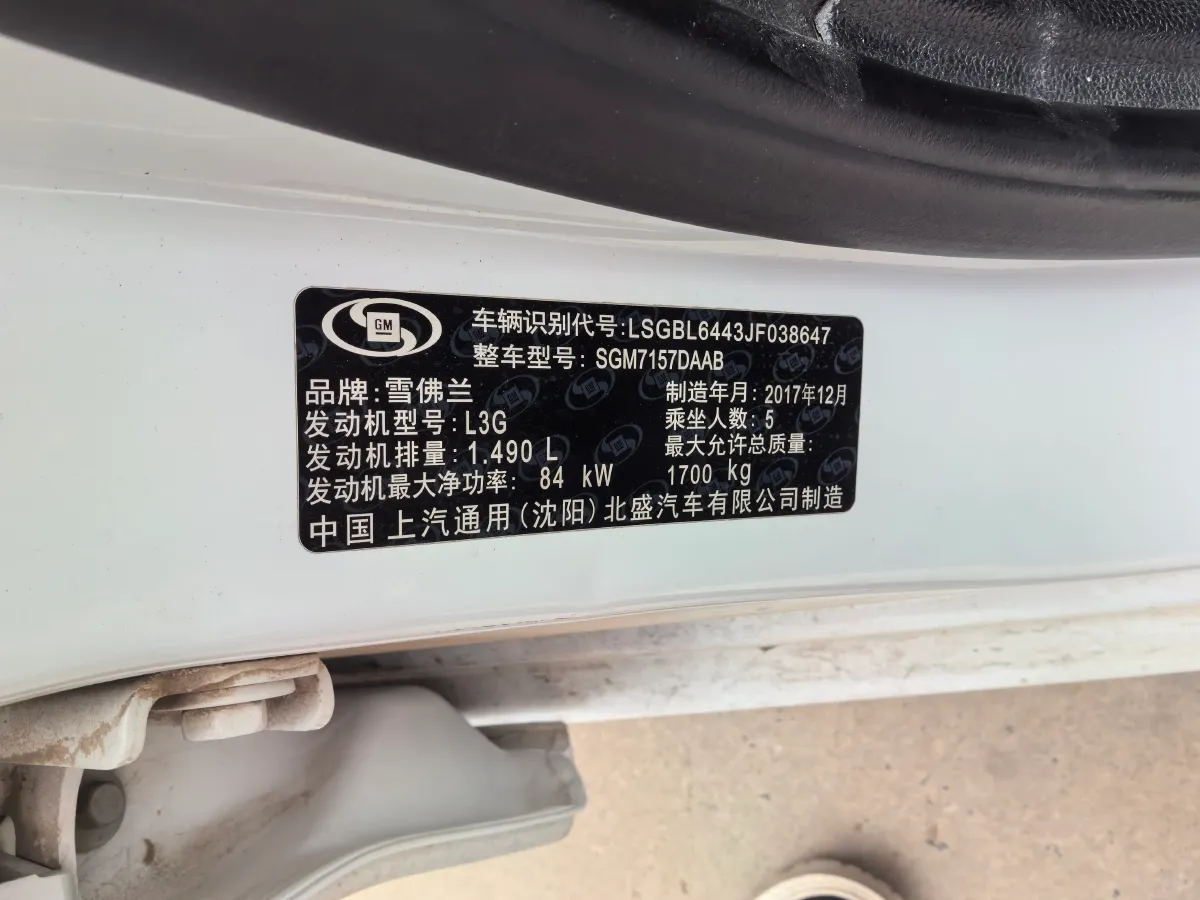 GM
车辆识别代号:LSGBL6443JF038647
整车型号: SGM7157DAAB
品牌:雪佛兰
制造年月: 2017年12月
发动机型号:L3G
乘坐人数: 5
发动机排量:1.490 L
最大允许总质量:
发动机最大净功率: 84 kW
1700 kg
中国 上汽通用(沈阳)北盛汽车有限公司制造